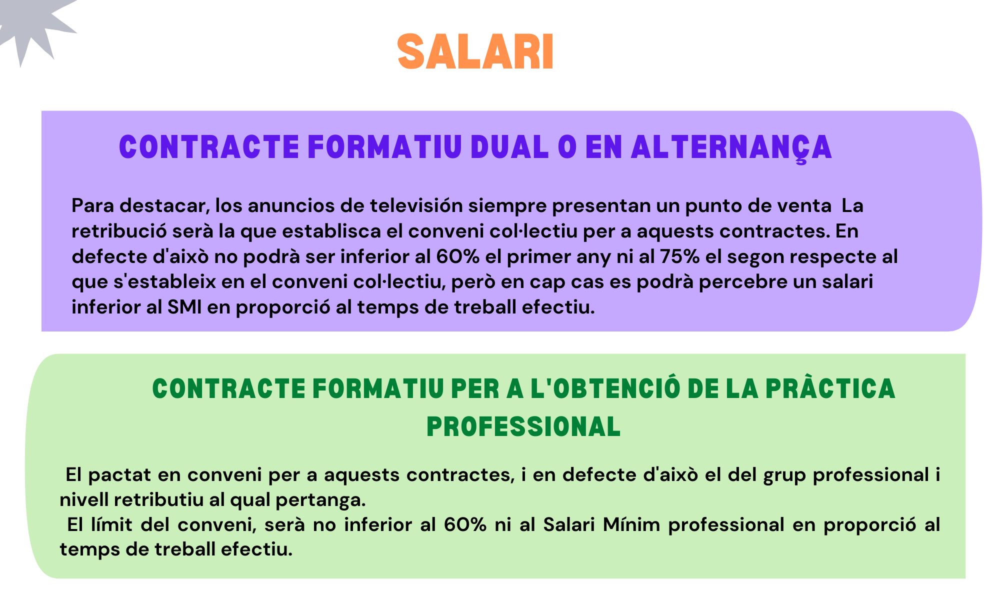 SALARI
CONTRACTE FORMATIU DUAL O EN ALTERNANÇA
Para destacar, los anuncios de televisión siempre presentan un punto de venta  La
retribució serà la que establisca el conveni col·lectiu per a aquests contractes. En
defecte d'això no podrà ser inferior al 60% el primer any ni al 75% el segon respecte al
que s'estableix en el conveni col·lectiu, però en cap cas es podrà percebre un salari
inferior al SMI en proporció al temps de treball efectiu.
CONTRACTE FORMATIU PER A L'OBTENCIÓ DE LA PRÀCTICA
PROFESSIONAL
El pactat en conveni per a aquests contractes, i en defecte d'això el del grup professional i
nivell retributiu al qual pertanga.
El límit del conveni, serà no inferior al 60% ni al Salari Mínim professional en proporció al
temps de treball efectiu.